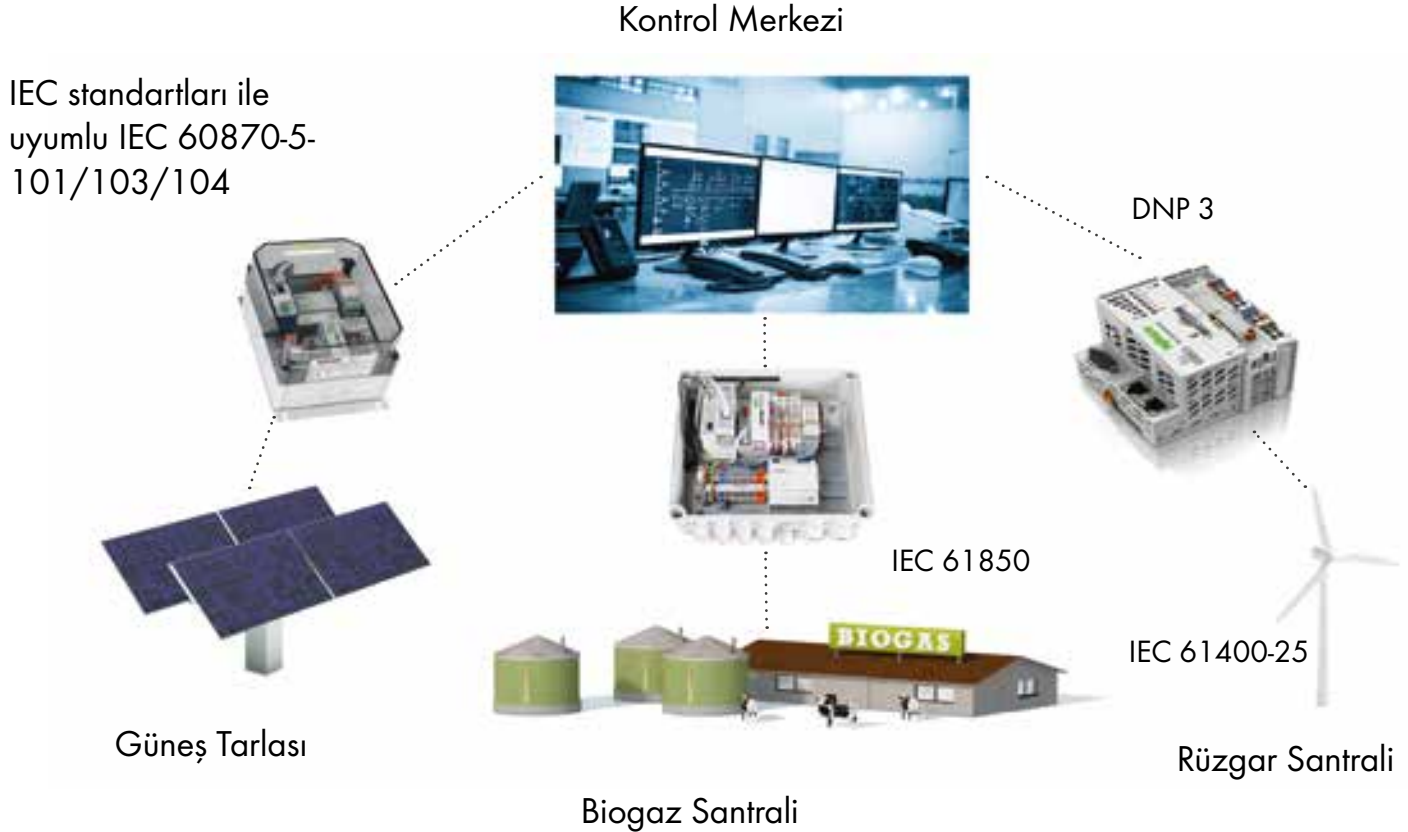 Kontrol Merkezi
IEC standartları ile
uyumlu IEC 60870-5-
101/103/104
DNP 3
IEC 61850
BIOGAS
IEC 61400-25
Güneş Tarlası
Rüzgar Santrali
Biogaz Santrali